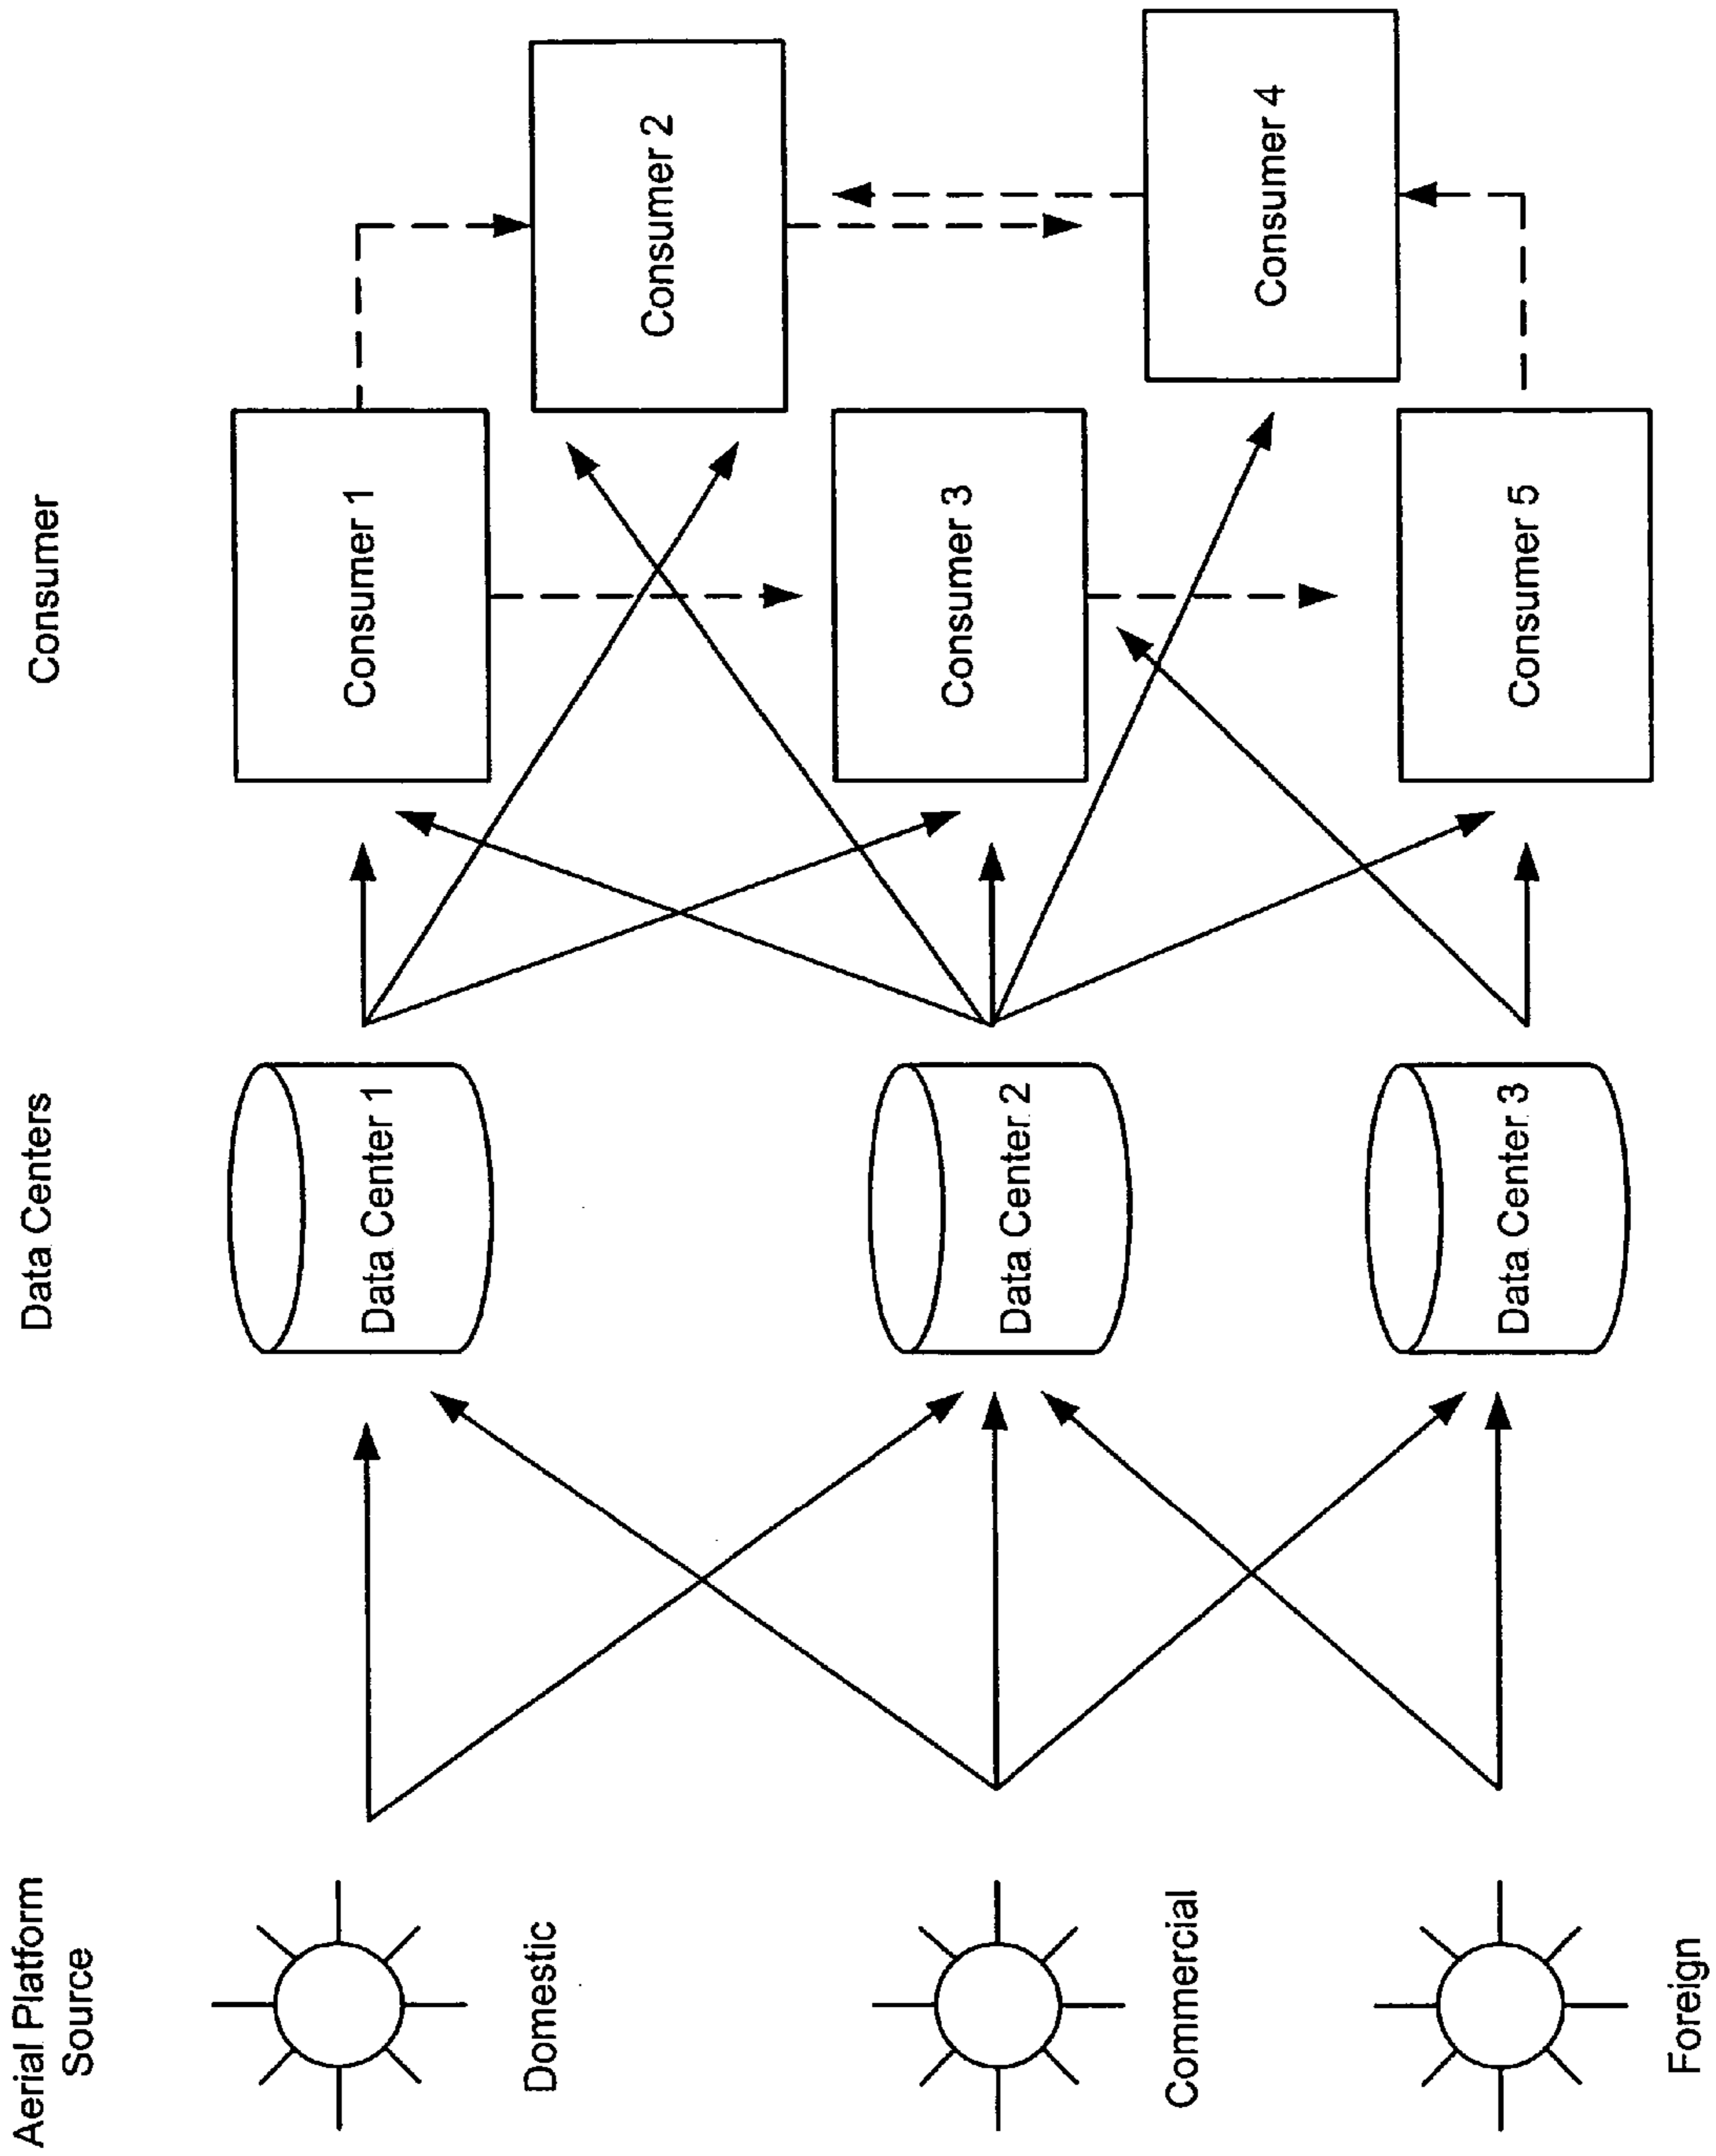 Aerial Platform
Source
Data Centers
Consumer
Domestic
Data Center 1
Consumer 1
Consumer 2
Commercial
Data Center 2
Consumer 3
Consumer 4
Foreign
Data Center 3
Consumer 5